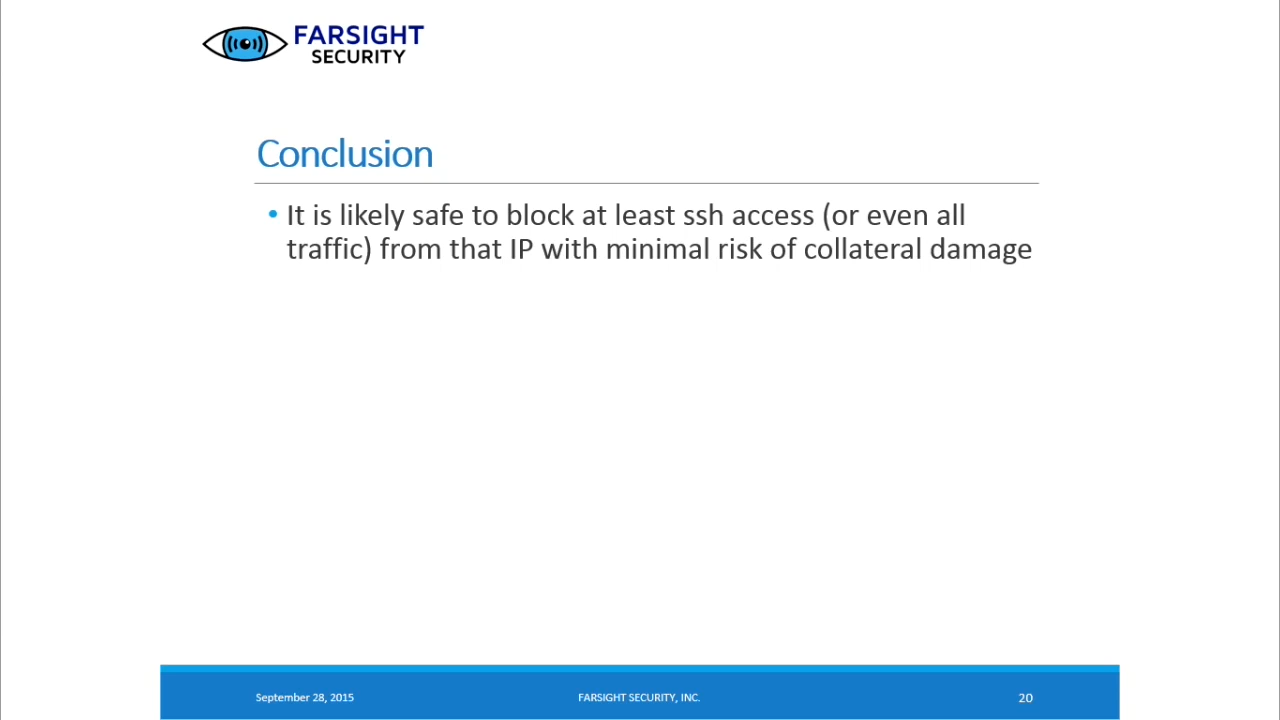 FARSIGHT
SECURITY
Conclusion
• It is likely safe to block at least ssh access (or even all
traffic) from that IP with minimal risk of collateral damage
September 28, 2015
FARSIGHT SECURITY, INC.
20